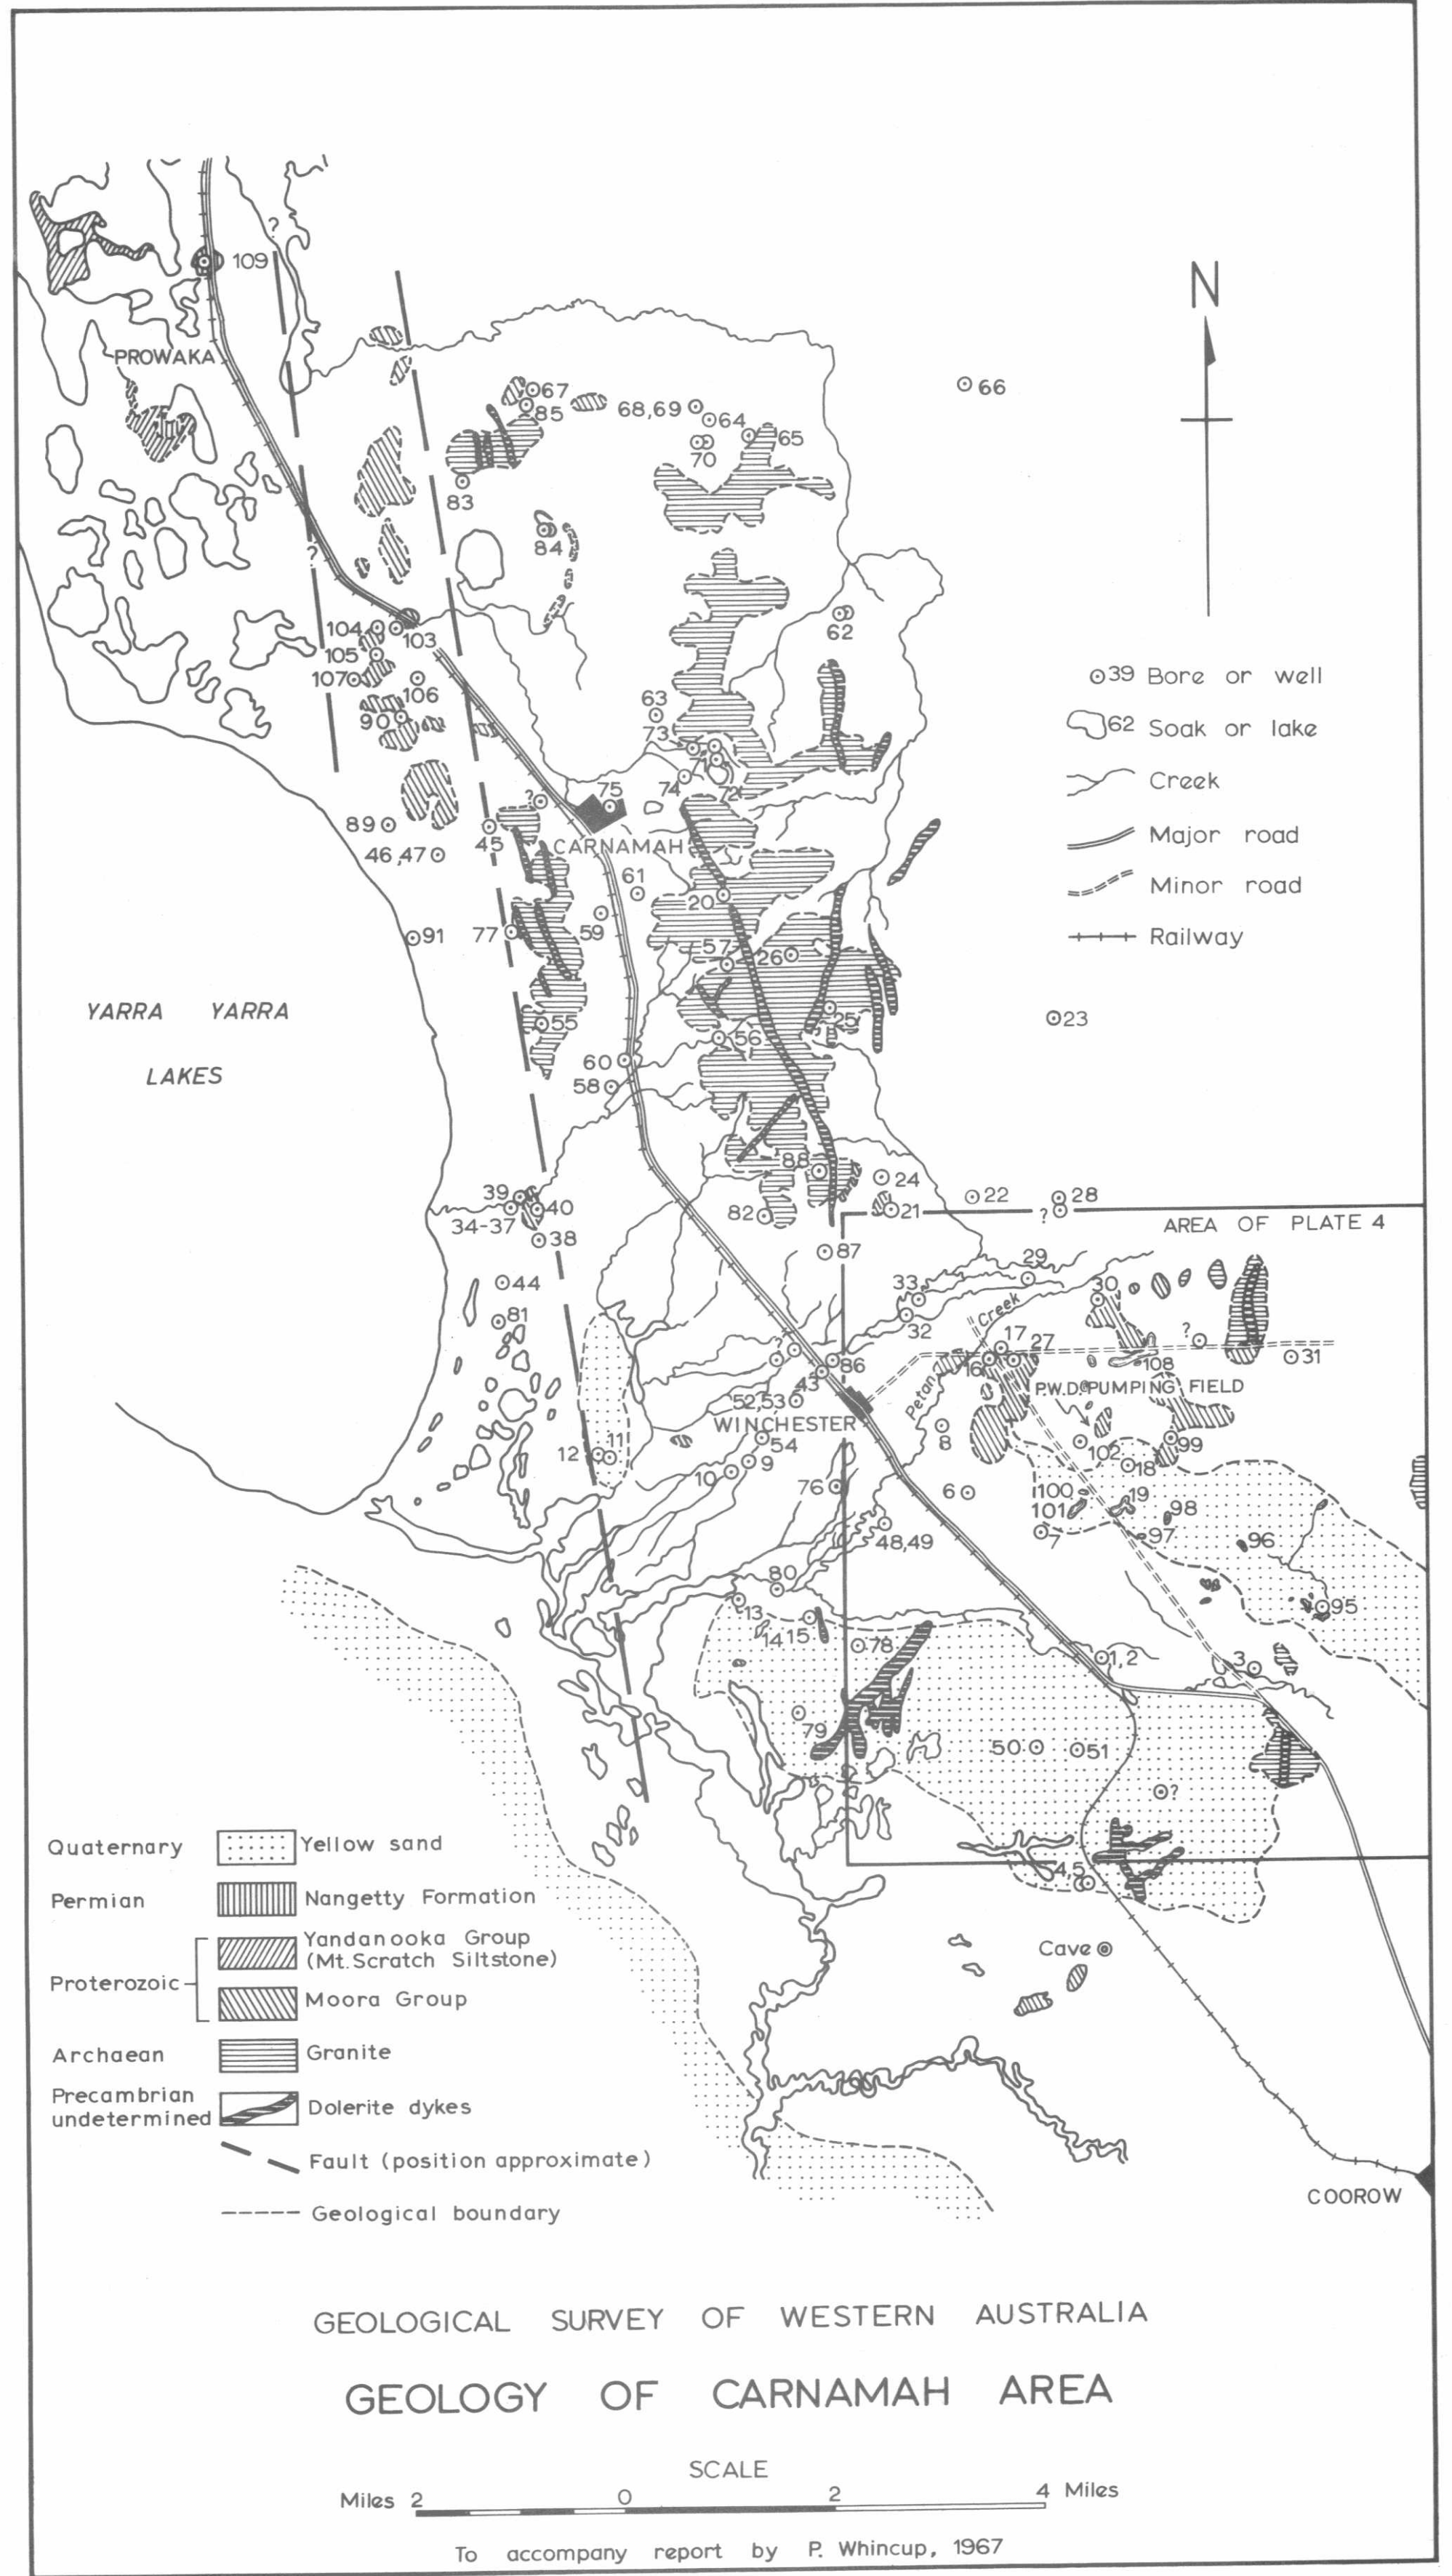 109
N
PROWAKA
?
66
67
85
68,69
64
65
70
83
84
?
62
104
103
105
107
106
90
63
73
71
74
72
39 Bore or well
62 Soak or lake
Creek
Major road
Minor road
Railway
?
75
89
45
CARNAMAH
46,47
61
20
91
77
59
57
26
YARRA YARRA
LAKES
55
25
23
56
60
58
88
24
39
40
34-37
38
82
21
22
28
?
AREA OF PLATE 4
87
44
81
33
29
32
Creek
30
17
27
?
31
?
86
43
Petan
16
108
52,53
P.W.D. PUMPING FIELD
WINCHESTER
54
8
102
99
12
11
10
9
18
76
6
100
101
19
98
7
97
96
48,49
80
13
14
15
78
95
1,2
3
79
50
51
?
4,5
Cave
Quaternary
Yellow sand
Permian
Nangetty Formation
Proterozoic
Yandanooka Group
(Mt. Scratch Siltstone)
Moora Group
Archaean
Granite
Precambrian
undetermined
Dolerite dykes
Fault (position approximate)
Geological boundary
COOROW
GEOLOGICAL SURVEY OF WESTERN AUSTRALIA
GEOLOGY OF CARNAMAH AREA
SCALE
Miles 2 0 2 4 Miles
To accompany report by P. Whincup, 1967